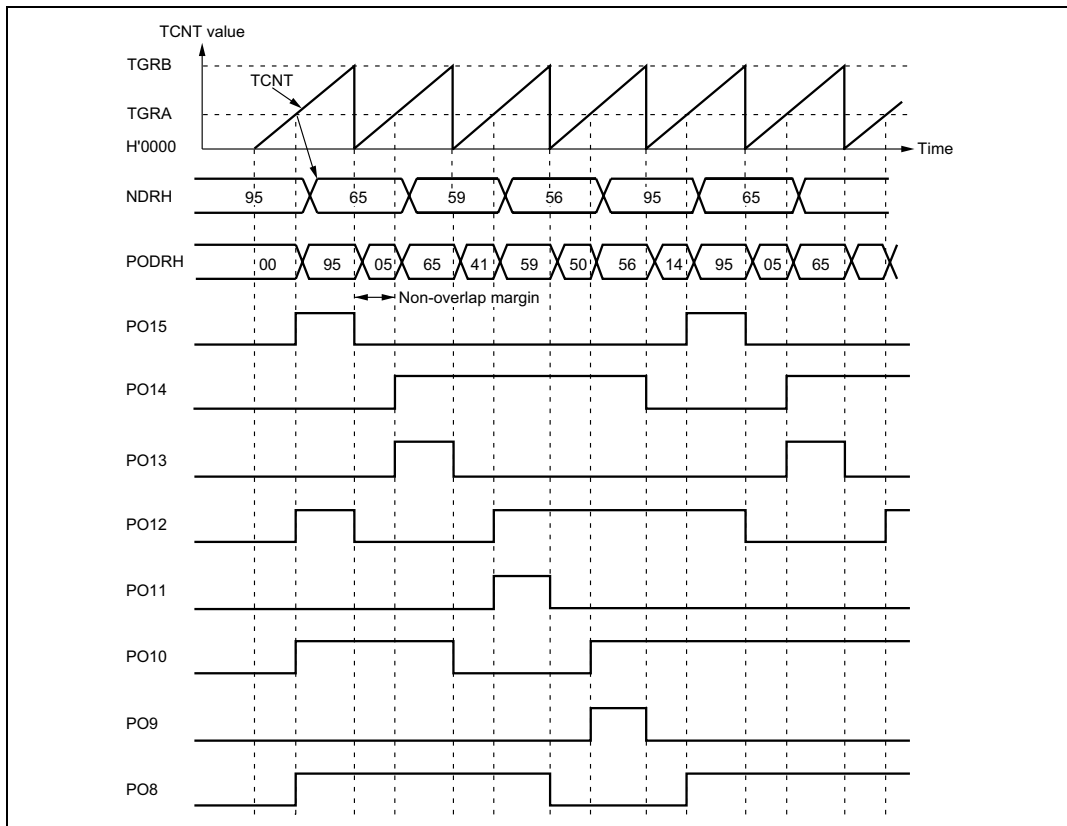 TCNT value
TGRB
TCNT
TGRA
H'0000
Time
NDRH 95 65 59 56 95 65
PODRH 00 95 05 65 41 59 50 56 14 95 05 65
Non-overlap margin
PO15
PO14
PO13
PO12
PO11
PO10
PO9
PO8